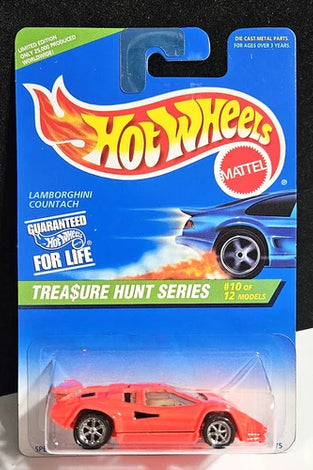 LIMITED EDITION
ONLY 25,000 PRODUCED
WORLDWIDE!
DIE CAST METAL PARTS.
FOR AGES OVER 3 YEARS.
HOT WHEELS
®
MATTEL
LAMBORGHINI
COUNTACH
GUARANTEED
Hot Wheels
FOR LIFE
TREA$URE HUNT SERIES
#10 OF
12 MODELS